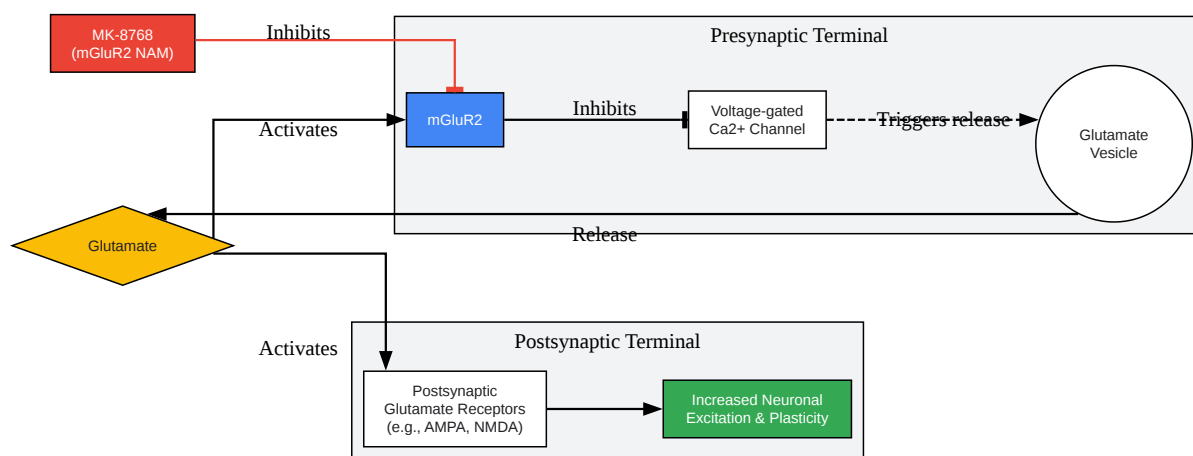 MK-8768
(mGluR2 NAM)
Inhibits
Presynaptic Terminal
Activates
mGluR2
Inhibits
Voltage-gated
Ca2+ Channel
Triggers release
Glutamate
Vesicle
Glutamate
Release
Activates
Postsynaptic Terminal
Postsynaptic
Glutamate Receptors
(e.g., AMPA, NMDA)
Increased Neuronal
Excitation & Plasticity